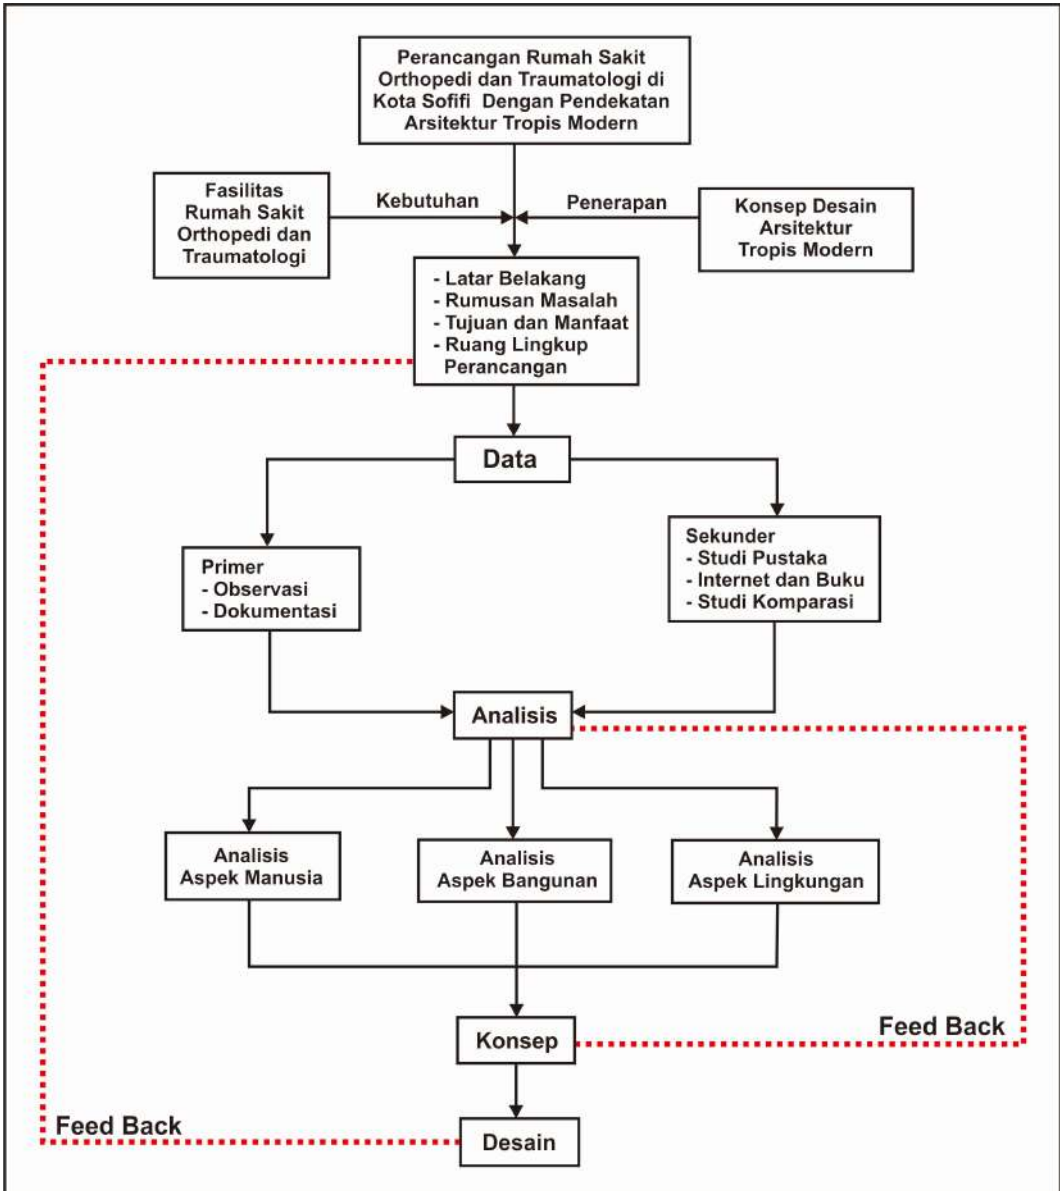 Perancangan Rumah Sakit
Orthopedi dan Traumatologi di
Kota Sofifi Dengan Pendekatan
Arsitektur Tropis Modern
Fasilitas
Rumah Sakit
Orthopedi dan
Traumatologi
Kebutuhan
Penerapan
Konsep Desain
Arsitektur
Tropis Modern
- Latar Belakang
- Rumusan Masalah
- Tujuan dan Manfaat
- Ruang Lingkup
Perancangan
Data
Primer
- Observasi
- Dokumentasi
Sekunder
- Studi Pustaka
- Internet dan Buku
- Studi Komparasi
Analisis
Analisis
Aspek Manusia
Analisis
Aspek Bangunan
Analisis
Aspek Lingkungan
Konsep
Feed Back
Feed Back
Desain